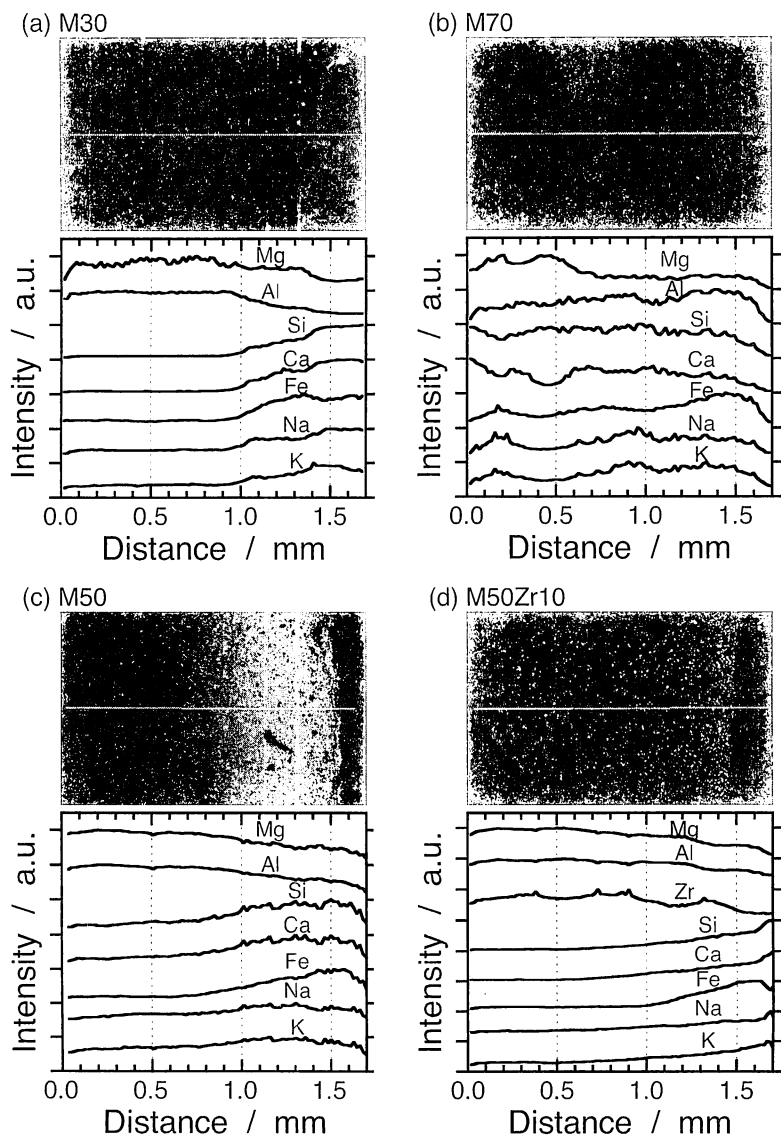 (a) M30
Intensity / a.u.
Mg
Al
Si
Ca
Fe
Na
K
0.0 0.5 1.0 1.5
Distance / mm
(b) M70
Intensity / a.u.
Mg
Al
Si
Ca
Fe
Na
K
0.0 0.5 1.0 1.5
Distance / mm
(c) M50
Intensity / a.u.
Mg
Al
Si
Ca
Fe
Na
K
0.0 0.5 1.0 1.5
Distance / mm
(d) M50Zr10
Intensity / a.u.
Mg
Al
Zr
Si
Ca
Fe
Na
K
0.0 0.5 1.0 1.5
Distance / mm